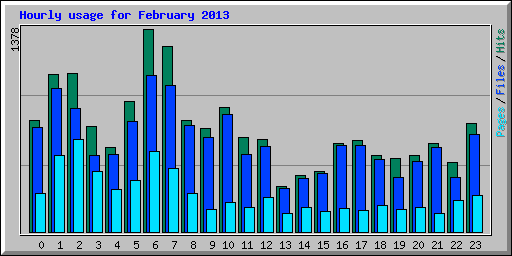 Hourly usage for February 2013
1378
Pages/Files/Hits
0 1 2 3 4 5 6 7 8 9 10 11 12 13 14 15 16 17 18 19 20 21 22 23